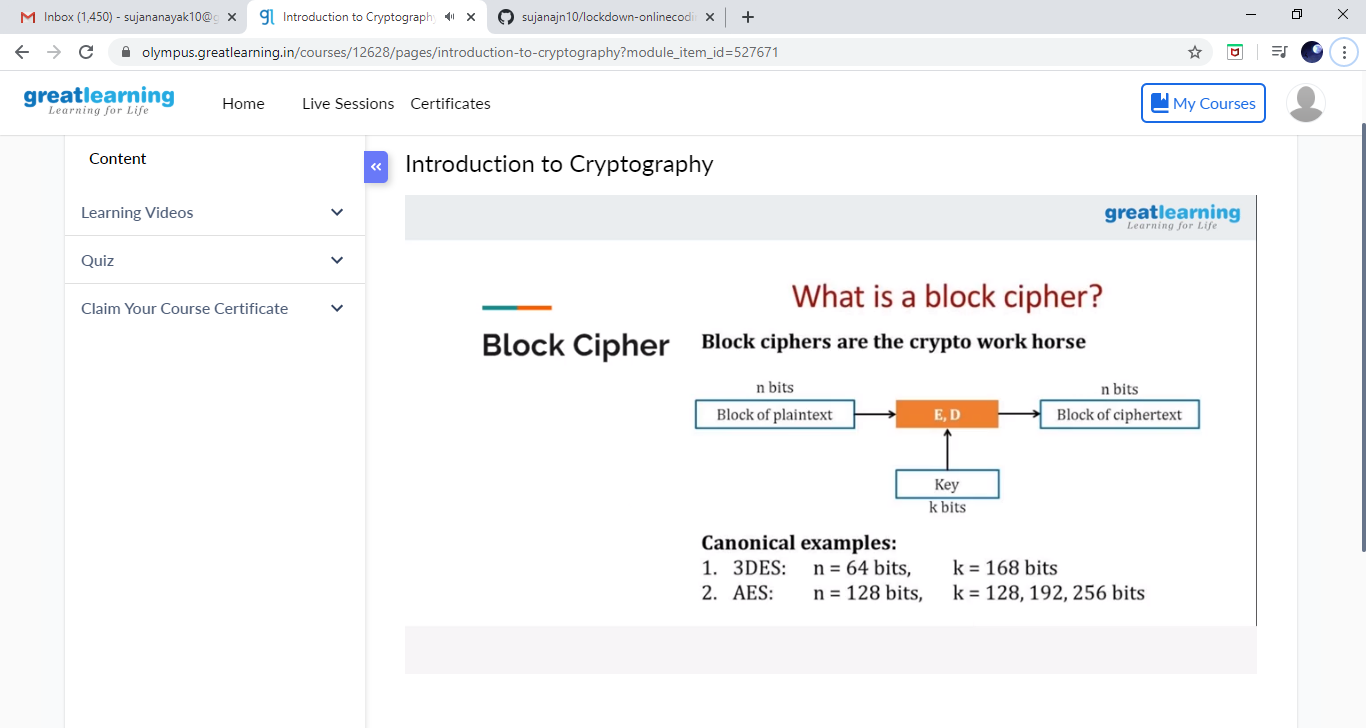 Inbox (1,450) - sujananayak10@g
Introduction to Cryptography
sujanajn10/lockdown-onlinecodi
olympus.greatlearning.in/courses/12628/pages/introduction-to-cryptography?module_item_id=527671
greatlearning
Learning for Life
Home
Live Sessions
Certificates
My Courses
Content
Learning Videos
Quiz
Claim Your Course Certificate
Introduction to Cryptography
greatlearning
Learning for Life
Block Cipher
What is a block cipher?
Block ciphers are the crypto work horse
n bits
n bits
Block of plaintext
E, D
Block of ciphertext
Key
k bits
Canonical examples:
1. 3DES: n = 64 bits, k = 168 bits
2. AES: n = 128 bits, k = 128, 192, 256 bits